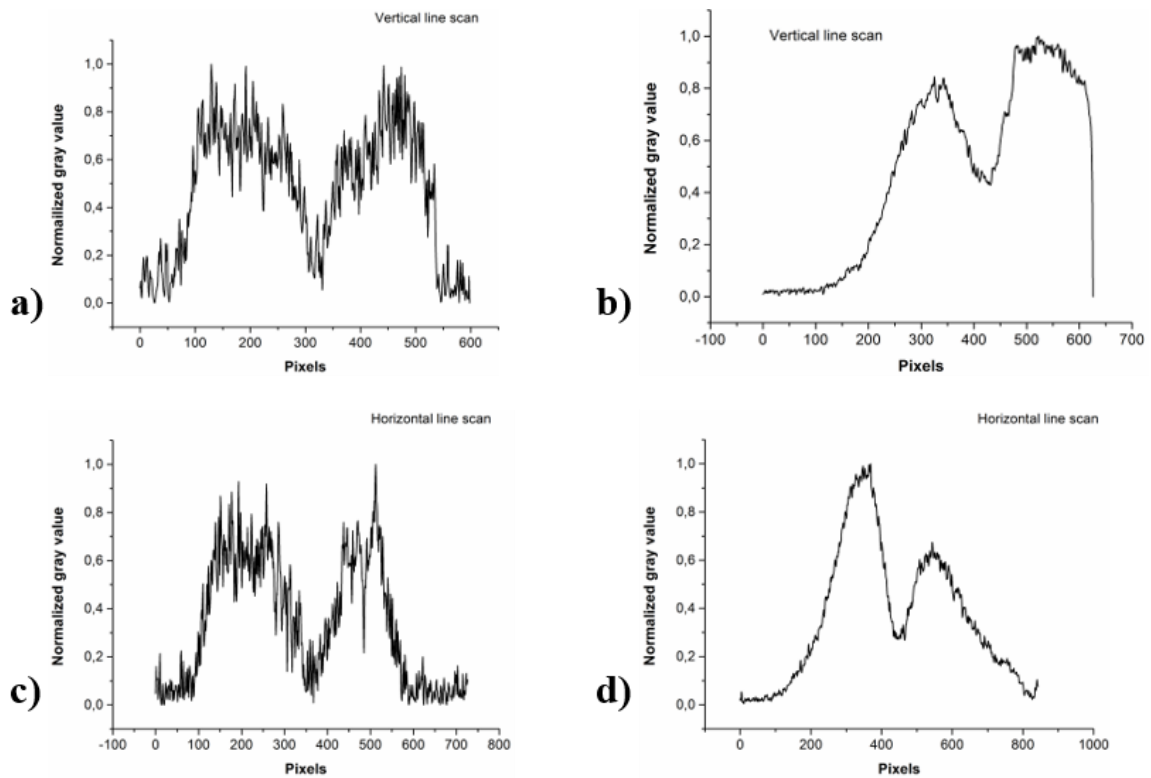 a)
Vertical line scan
Normailized gray value
1,0
0,8
0,6
0,4
0,2
0,0
0 100 200 300 400 500 600
Pixels
b)
Vertical line scan
Normalized gray value
1,0
0,8
0,6
0,4
0,2
0,0
-100 0 100 200 300 400 500 600 700
Pixels
c)
Horizontal line scan
Normalized gray value
1,0
0,8
0,6
0,4
0,2
0,0
-100 0 100 200 300 400 500 600 700 800
Pixels
d)
Horizontal line scan
Normalized gray value
1,0
0,8
0,6
0,4
0,2
0,0
0 200 400 600 800 1000
Pixels